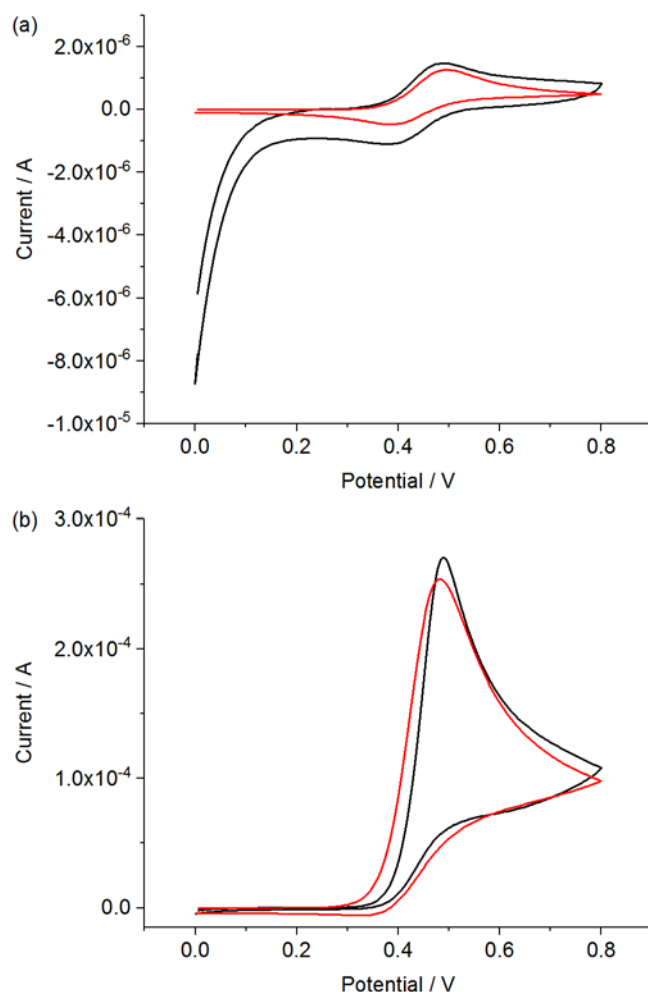 (a)
2.0x10⁻⁶
0.0
-2.0x10⁻⁶
-4.0x10⁻⁶
-6.0x10⁻⁶
-8.0x10⁻⁶
-1.0x10⁻⁵
Current / A
0.0 0.2 0.4 0.6 0.8
Potential / V
(b)
3.0x10⁻⁴
2.0x10⁻⁴
1.0x10⁻⁴
0.0
Current / A
0.0 0.2 0.4 0.6 0.8
Potential / V